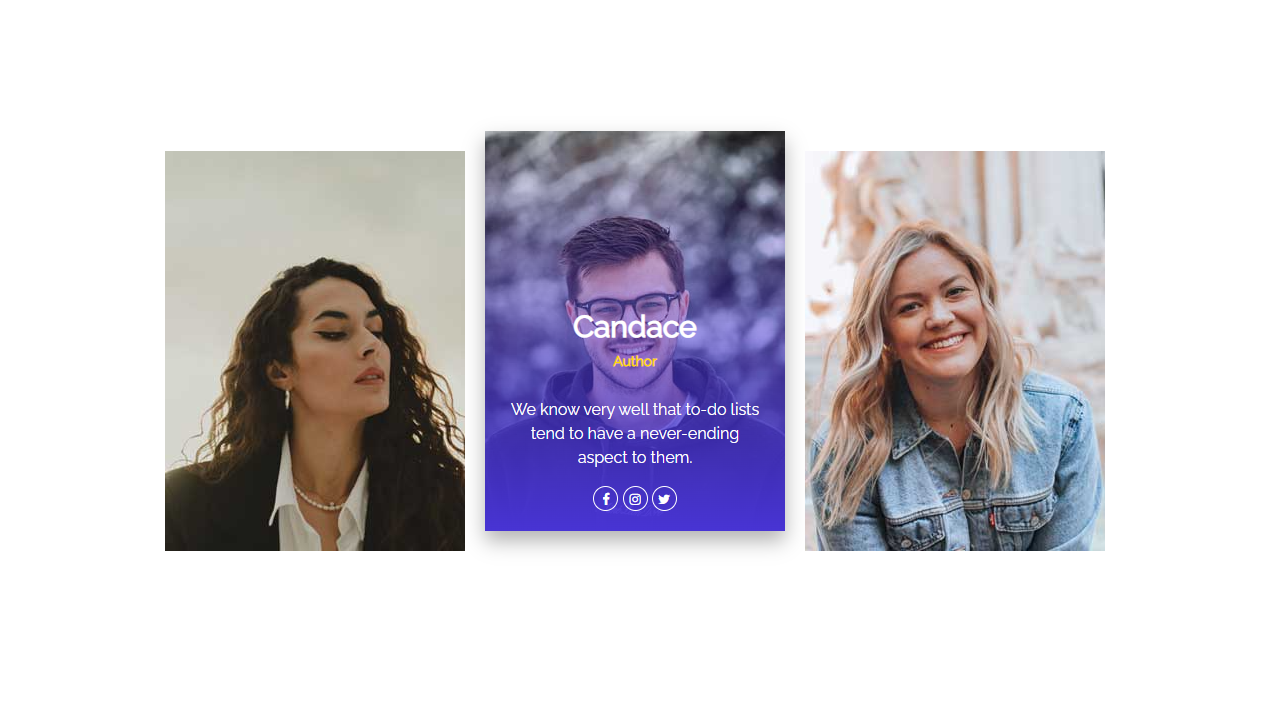 Candace
Author
We know very well that to-do lists
tend to have a never-ending
aspect to them.